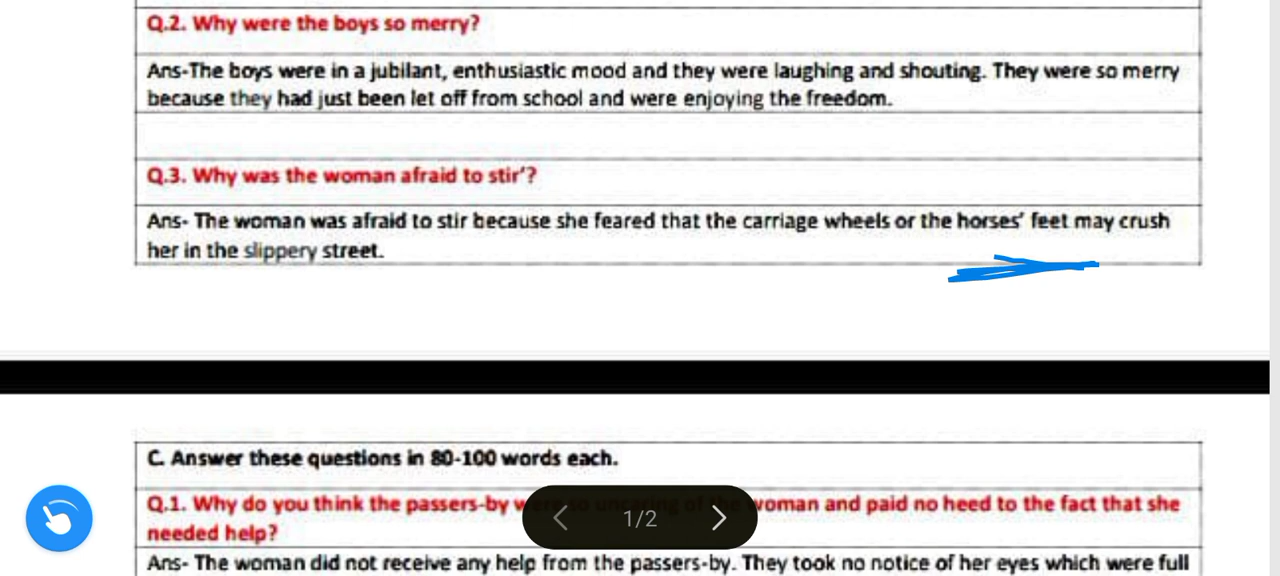 Q.2. Why were the boys so merry?
Ans-The boys were in a jubilant, enthusiastic mood and they were laughing and shouting. They were so merry
because they had just been let off from school and were enjoying the freedom.
Q.3. Why was the woman afraid to stir’?
Ans- The woman was afraid to stir because she feared that the carriage wheels or the horses’ feet may crush
her in the slippery street.
C. Answer these questions in 80-100 words each.
Q.1. Why do you think the passers-by woman and paid no heed to the fact that she
needed help?
1/2
Ans- The woman did not receive any help from the passers-by. They took no notice of her eyes which were full